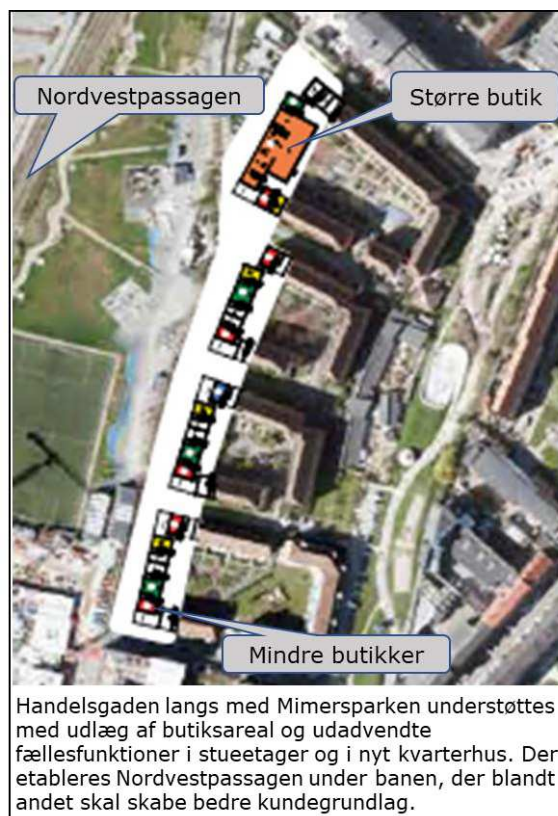 Nordvestpassagen
Større butik
Mindre butikker
Handelsgaden langs med Mimersparken understøttes
med udlæg af butiksareal og udadvendte
fællesfunktioner i stueetager og i nyt kvarterhus. Der
etableres Nordvestpassagen under banen, der blandt
andet skal skabe bedre kundegrundlag.